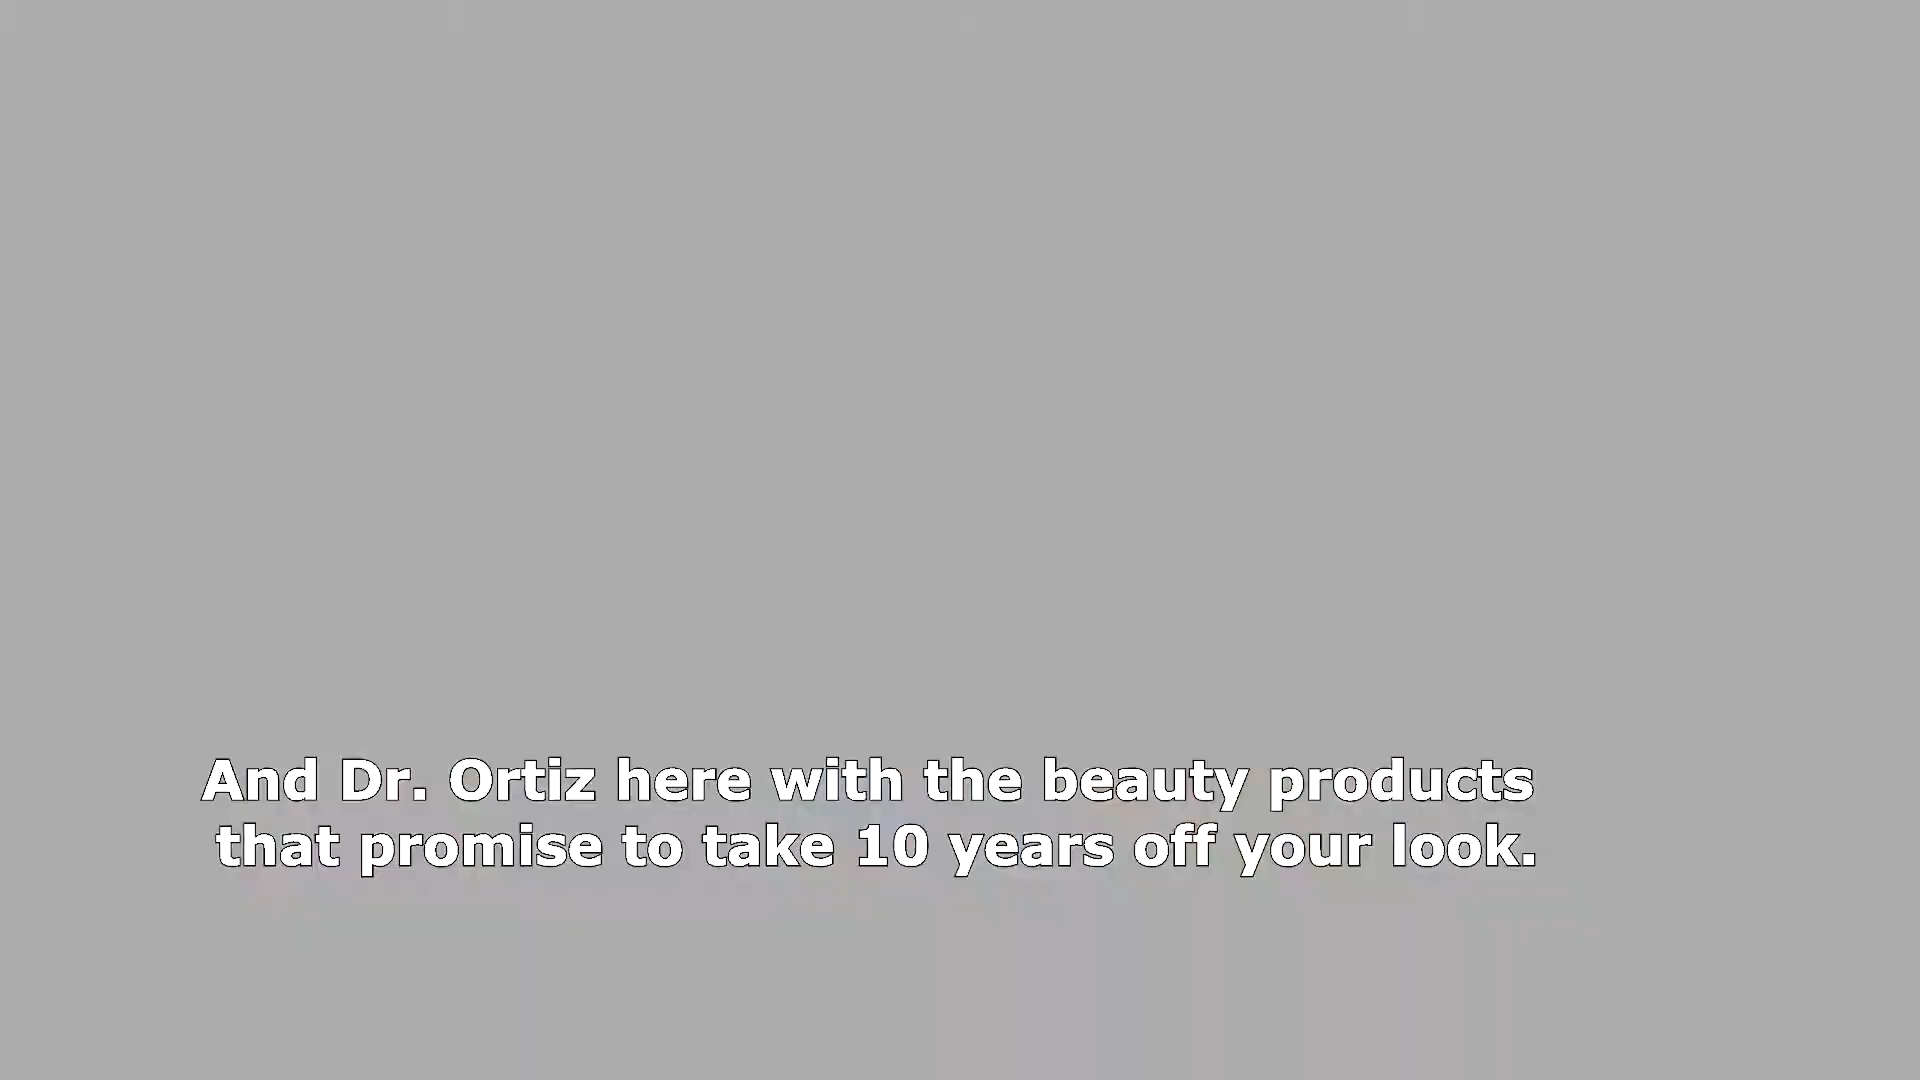 And Dr. Ortiz here with the beauty products
that promise to take 10 years off your look.